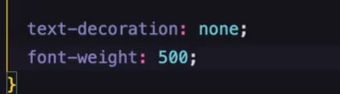 text-decoration: none;
font-weight: 500;
}